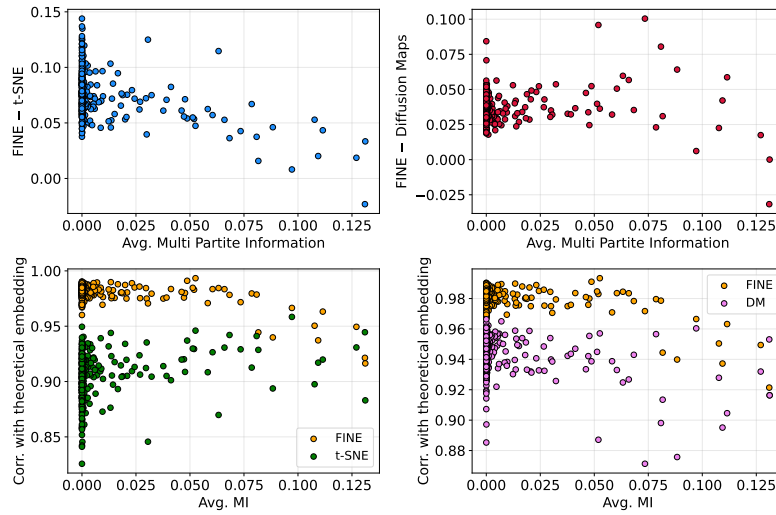 FINE − t-SNE
0.15
0.10
0.05
0.00
0.000 0.025 0.050 0.075 0.100 0.125
Avg. Multi Partite Information
FINE − Diffusion Maps
0.100
0.075
0.050
0.025
0.000
−0.025
0.000 0.025 0.050 0.075 0.100 0.125
Avg. Multi Partite Information
Corr. with theoretical embedding
1.00
0.95
0.90
0.85
0.000 0.025 0.050 0.075 0.100 0.125
Avg. MI
FINE
t-SNE
Corr. with theoretical embedding
0.98
0.96
0.94
0.92
0.90
0.88
0.000 0.025 0.050 0.075 0.100 0.125
Avg. MI
FINE
DM